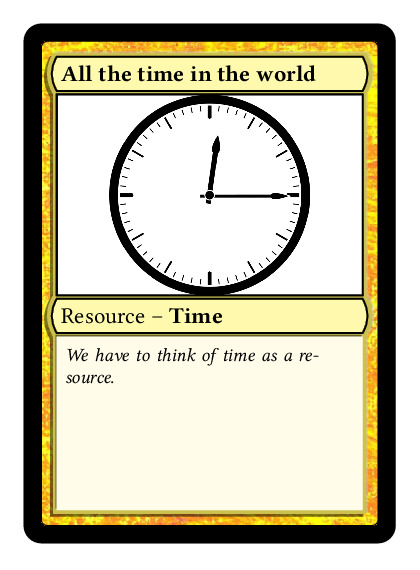 All the time in the world
Resource – Time
We have to think of time as a re-
source.